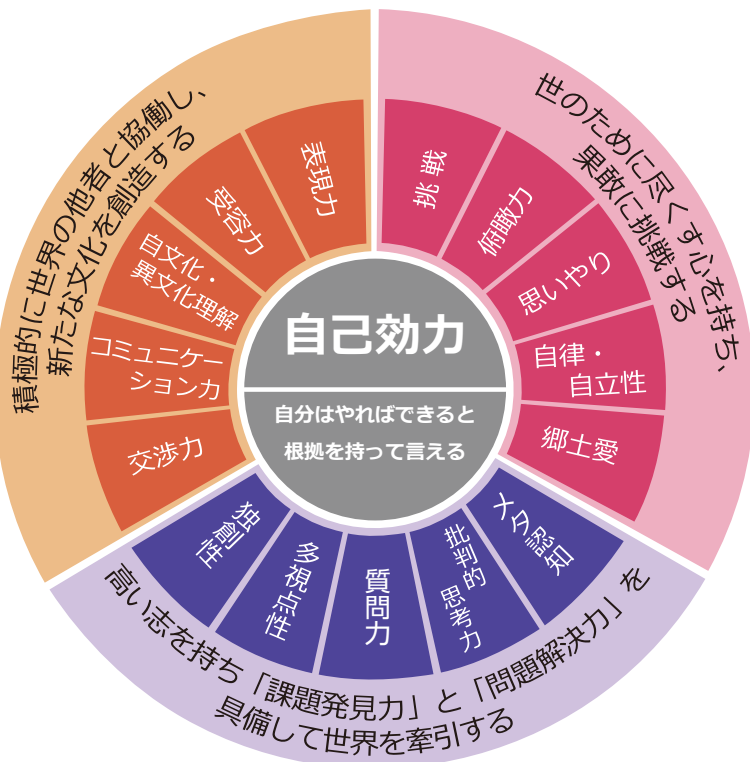 自己効力
自分はやればできると
根拠を持って言える
世のために尽くす心を持ち、
果敢に挑戦する
挑戦
俯瞰力
思いやり
自律・
自立性
郷土愛
高い志を持ち「課題発見力」と「問題解決力」を
具備して世界を牽引する
メタ認知
批判的
思考力
質問力
多視点性
独創性
積極的に世界の他者と協働し、
新たな文化を創造する
交渉力
コミュニケー
ション力
自文化・
異文化理解
受容力
表現力